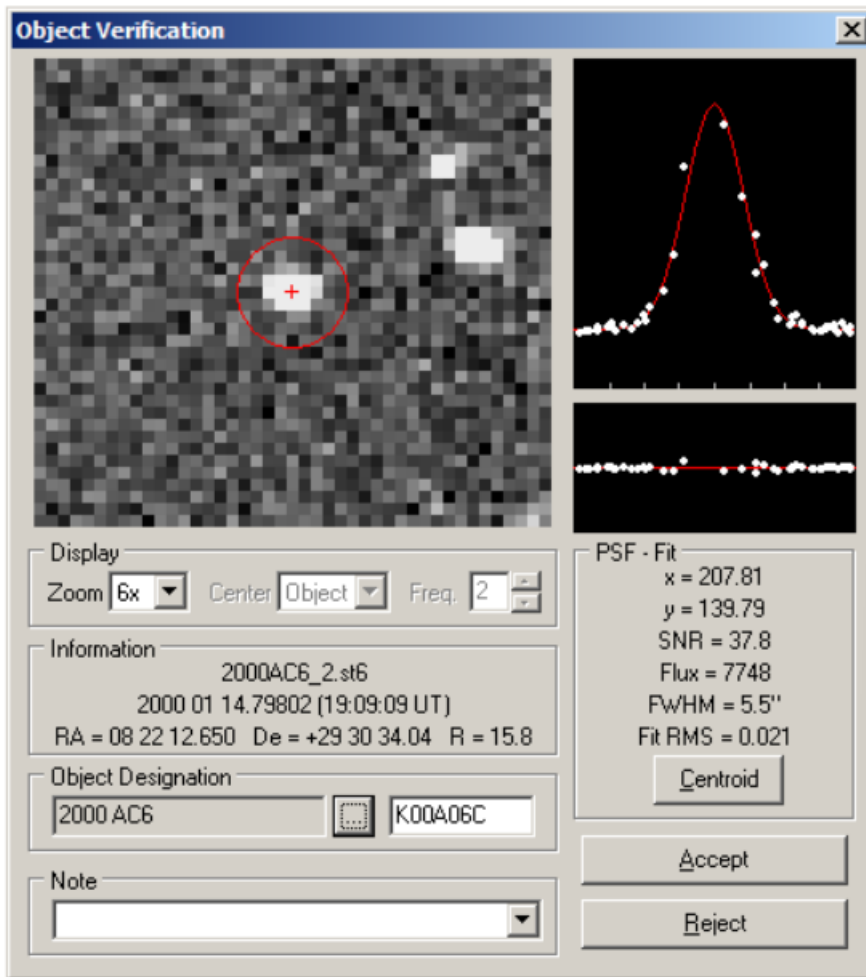 Object Verification
Display
Zoom 6x Center Object Freq. 2
Information
2000AC6_2.st6
2000 01 14.79802 (19:09:09 UT)
RA = 08 22 12.650 De = +29 30 34.04 R = 15.8
Object Designation
2000 AC6 ... K00A06C
Note
PSF - Fit
x = 207.81
y = 139.79
SNR = 37.8
Flux = 7748
FWHM = 5.5"
Fit RMS = 0.021
Centroid
Accept
Reject